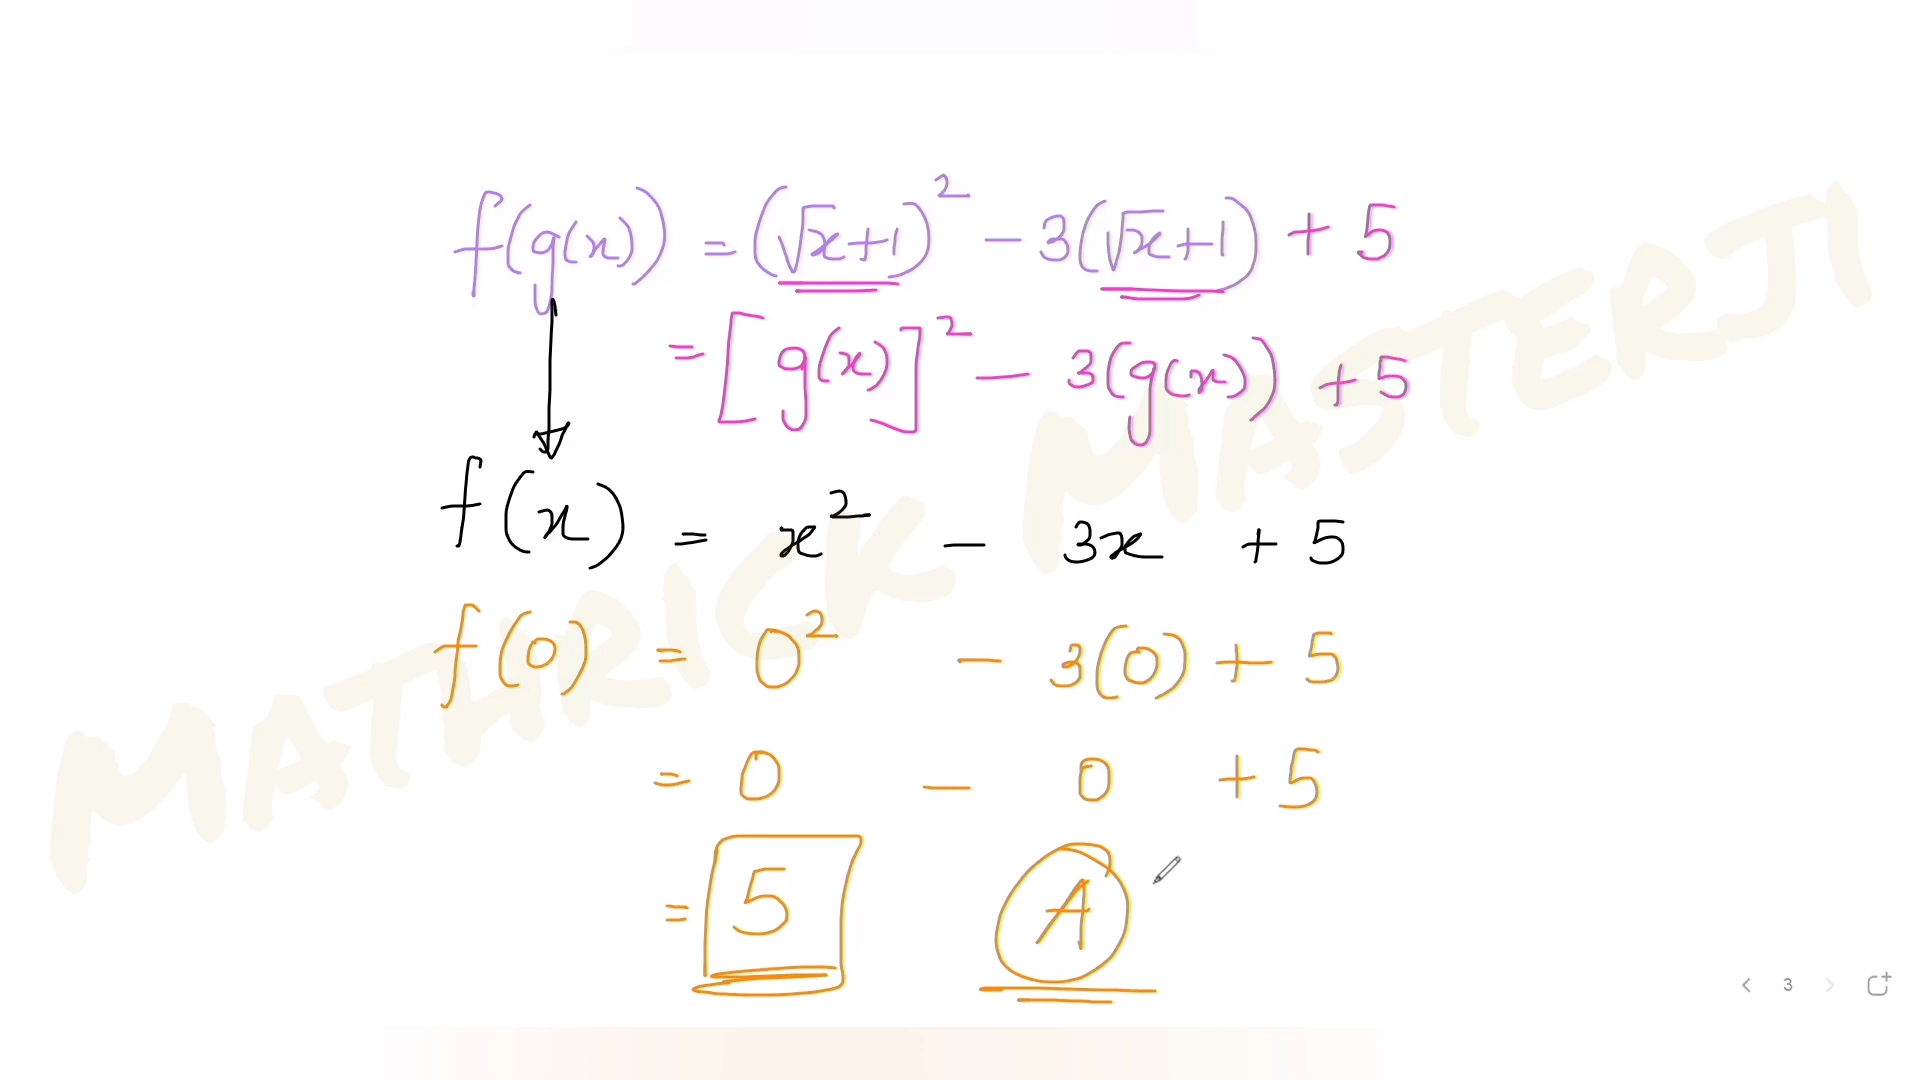 f(g(x)) = (√x+1)² - 3(√x+1) + 5
= [g(x)]² - 3(g(x)) + 5
f(x) = x² - 3x + 5
f(0) = 0² - 3(0) + 5
= 0 - 0 + 5
= 5 A
MATHRICK MASTERJI
< 3 >